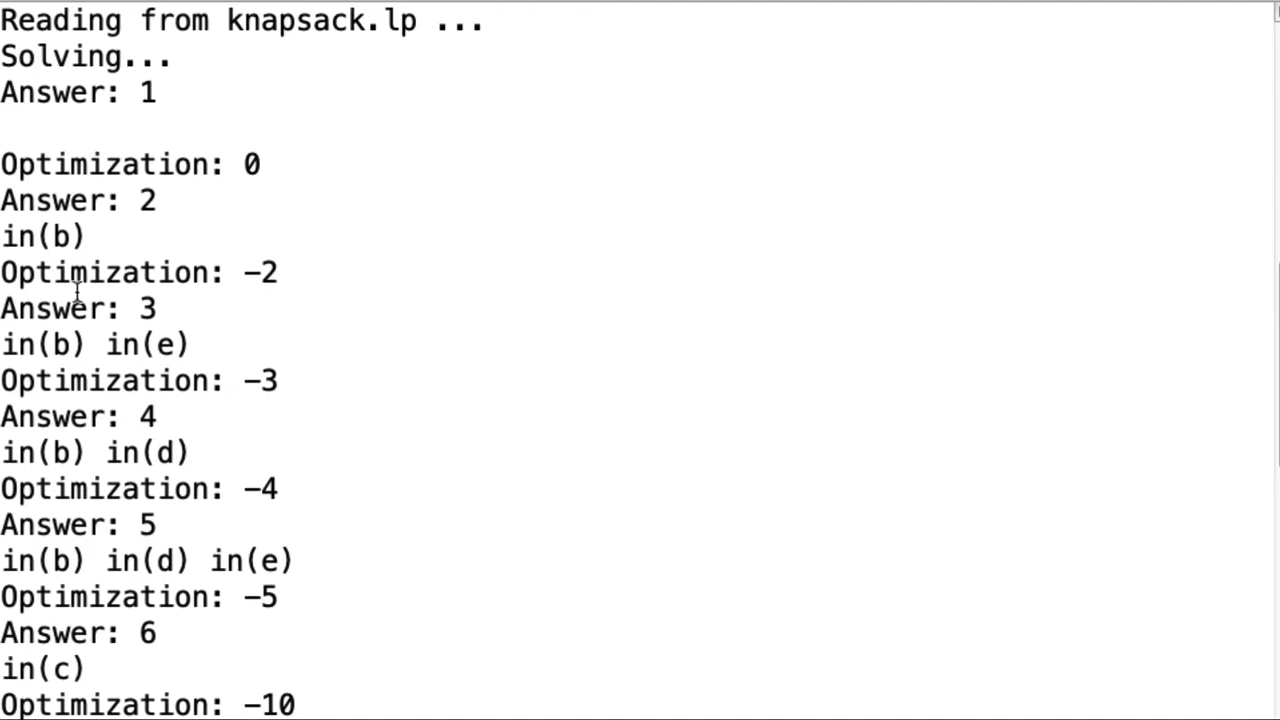 Reading from knapsack.lp ...
Solving...
Answer: 1
Optimization: 0
Answer: 2
in(b)
Optimization: -2
Answer: 3
in(b) in(e)
Optimization: -3
Answer: 4
in(b) in(d)
Optimization: -4
Answer: 5
in(b) in(d) in(e)
Optimization: -5
Answer: 6
in(c)
Optimization: -10